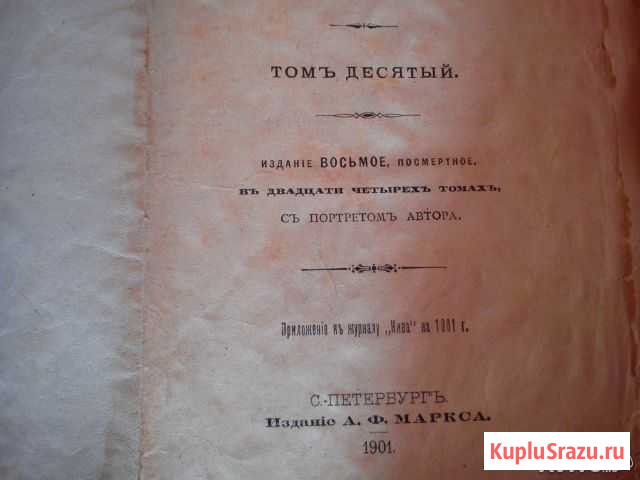 ТОМЪ ДЕСЯТЫЙ.
ИЗДАНІЕ ВОСЬМОЕ, ПОСМЕРТНОЕ,
ВЪ ДВАДЦАТИ ЧЕТЫРЕХЪ ТОМАХЪ,
СЪ ПОРТРЕТОМЪ АВТОРА.
Приложеніе къ журналу „Нива“ на 1901 г.
С.-ПЕТЕРБУРГЪ.
Изданіе А. Ф. МАРКСА.
1901.
KupluSrazu.ru